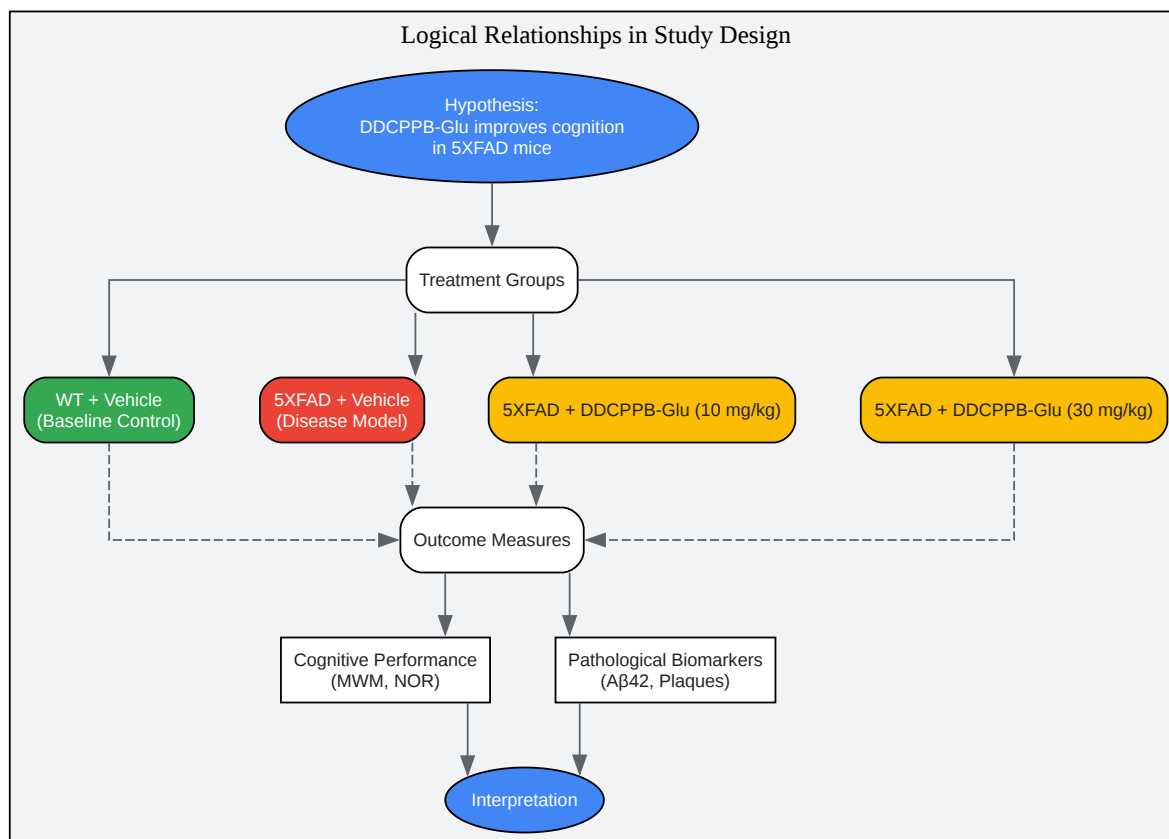 Logical Relationships in Study Design
Hypothesis:
DDCPPB-Glu improves cognition
in 5XFAD mice
Treatment Groups
WT + Vehicle
(Baseline Control)
5XFAD + Vehicle
(Disease Model)
5XFAD + DDCPPB-Glu (10 mg/kg)
5XFAD + DDCPPB-Glu (30 mg/kg)
Outcome Measures
Cognitive Performance
(MWM, NOR)
Pathological Biomarkers
(Aβ42, Plaques)
Interpretation